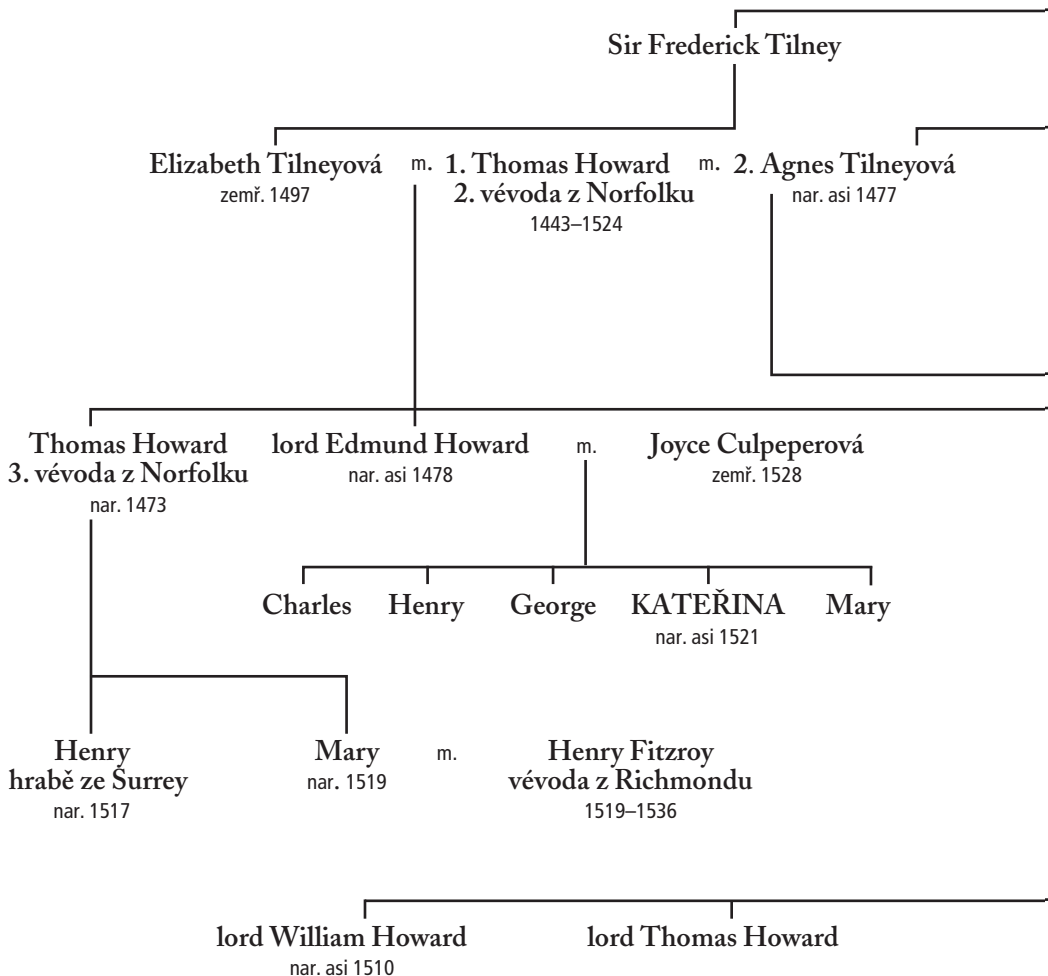 Sir Frederick Tilney
Elizabeth Tilneyová m. 1. Thomas Howard m. 2. Agnes Tilneyová
zemř. 1497 2. vévoda z Norfolku nar. asi 1477
1443–1524
Thomas Howard lord Edmund Howard m. Joyce Culpeperová
3. vévoda z Norfolku nar. asi 1478 zemř. 1528
nar. 1473
Charles Henry George KATEŘINA Mary
nar. asi 1521
Henry Mary m. Henry Fitzroy
hrabě ze Surrey nar. 1519 vévoda z Richmondu
nar. 1517 1519–1536
lord William Howard lord Thomas Howard
nar. asi 1510